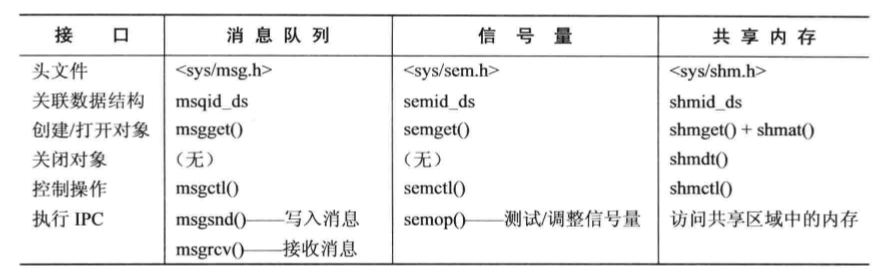 接 口 消 息 队 列 信 号 量 共 享 内 存
头文件 <sys/msg.h> <sys/sem.h> <sys/shm.h>
关联数据结构 msqid_ds semid_ds shmid_ds
创建/打开对象 msgget() semget() shmget() + shmat()
关闭对象 （无） （无） shmdt()
控制操作 msgctl() semctl() shmctl()
执行 IPC msgsnd()——写入消息 semop()——测试/调整信号量 访问共享区域中的内存
msgrcv()——接收消息